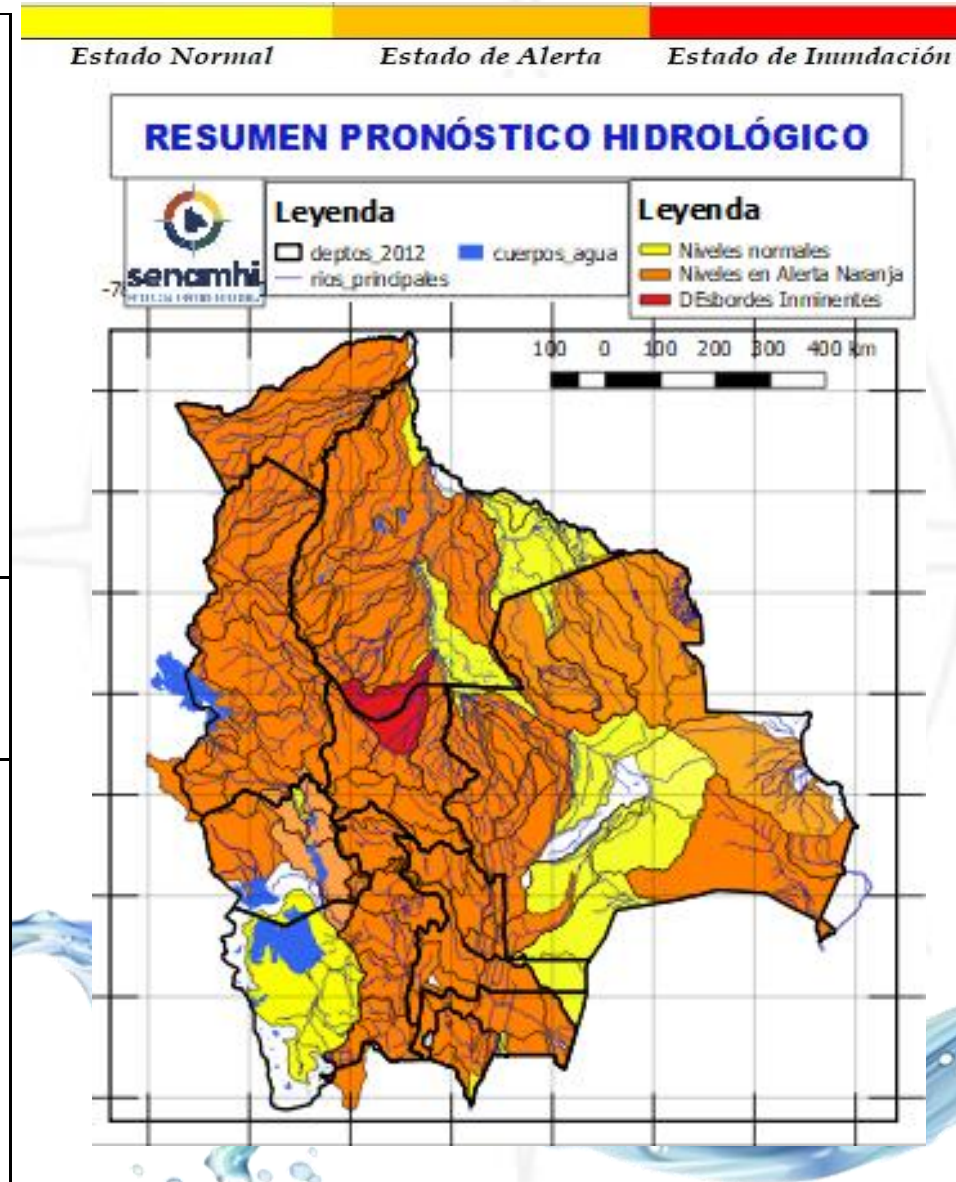 Estado Normal Estado de Alerta Estado de Inundación
RESUMEN PRONÓSTICO HIDROLÓGICO
senamhi
Leyenda
deptos_2012 cuerpos_agua
rios_principales
Leyenda
Niveles normales
Niveles en Alerta Naranja
DEsbordes Inminentes
100 0 100 200 300 400 km